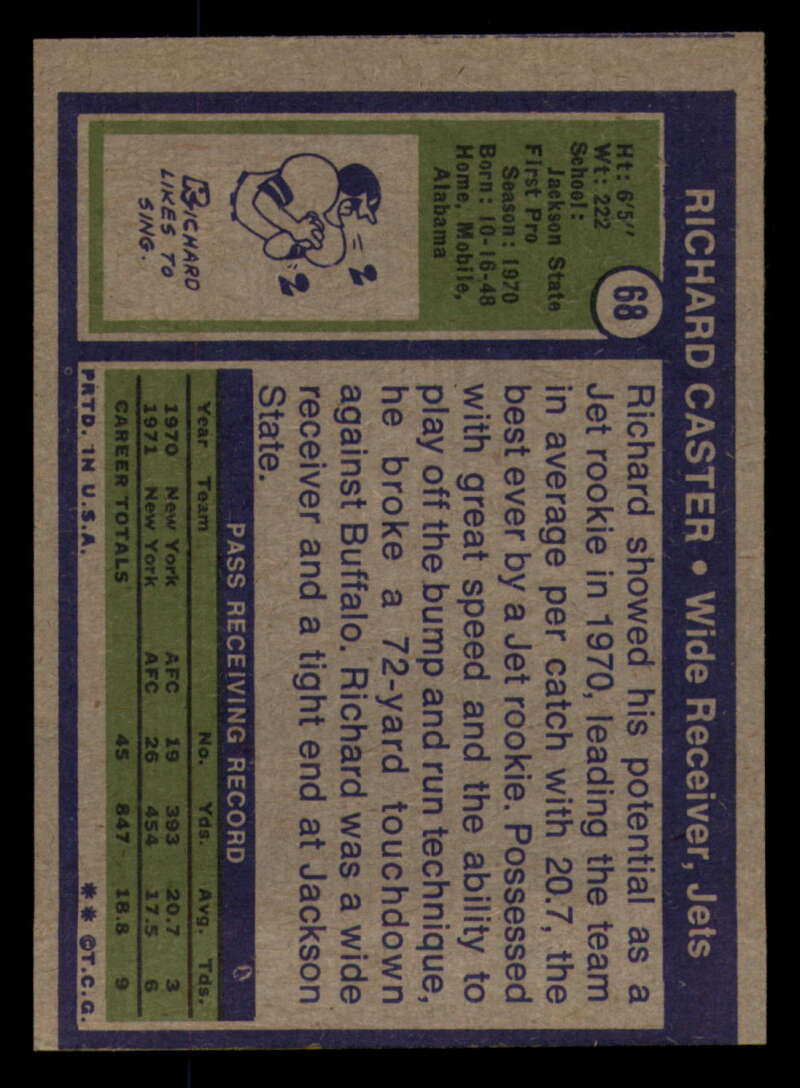 RICHARD CASTER • Wide Receiver, Jets
68
Ht: 6'5"
Wt: 222
School:
Jackson State
First Pro
Season: 1970
Born: 10-16-48
Home, Mobile,
Alabama
2
2
RICHARD
LIKES TO
SING.
Richard showed his potential as a
Jet rookie in 1970, leading the team
in average per catch with 20.7, the
best ever by a Jet rookie. Possessed
with great speed and the ability to
play off the bump and run technique,
he broke a 72-yard touchdown
against Buffalo. Richard was a wide
receiver and a tight end at Jackson
State.
PASS RECEIVING RECORD
Year Team No. Yds. Avg. Tds.
1970 New York AFC 19 393 20.7 3
1971 New York AFC 26 454 17.5 6
CAREER TOTALS 45 847 18.8 9
PRTD. IN U.S.A. ** ©T.C.G.